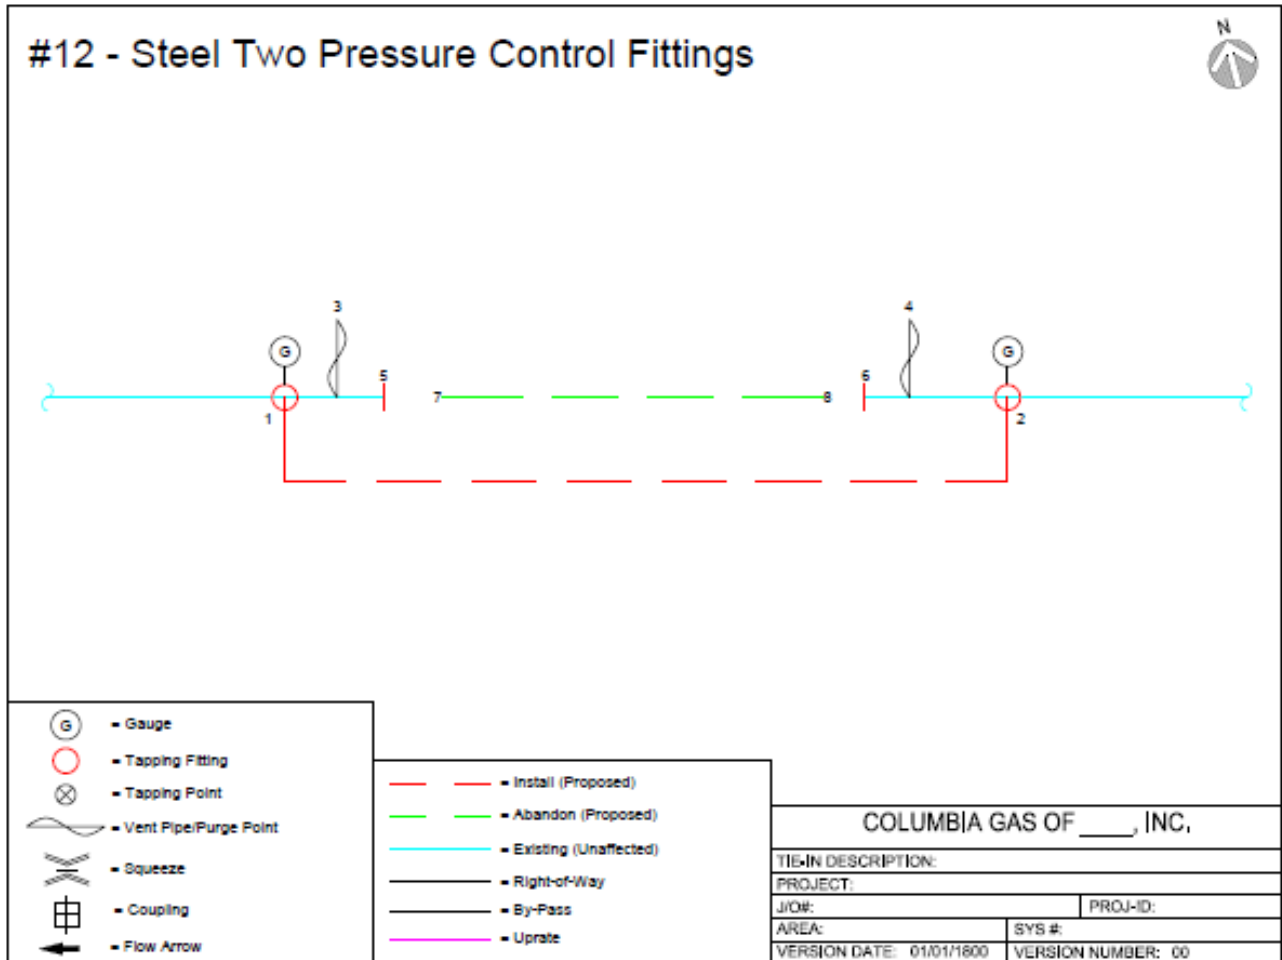 #12 - Steel Two Pressure Control Fittings
N
3
4
G
G
5
6
7
8
1
2
G = Gauge
= Tapping Fitting
= Tapping Point
= Vent Pipe/Purge Point
= Squeeze
= Coupling
= Flow Arrow
= Install (Proposed)
= Abandon (Proposed)
= Existing (Unaffected)
= Right-of-Way
= By-Pass
= Uprate
COLUMBIA GAS OF ____, INC.
TIE-IN DESCRIPTION:
PROJECT:
J/O#: PROJ-ID:
AREA: SYS #:
VERSION DATE: 01/01/1800 VERSION NUMBER: 00